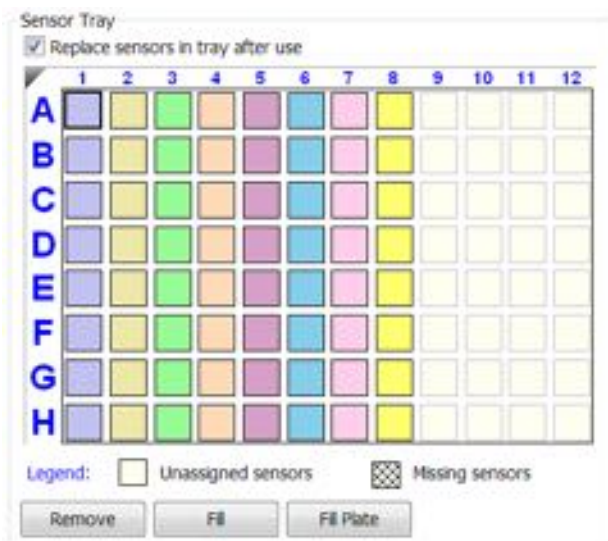 Sensor Tray
Replace sensors in tray after use
1 2 3 4 5 6 7 8 9 10 11 12
A
B
C
D
E
F
G
H
Legend: Unassigned sensors Missing sensors
Remove Fill Fill Plate